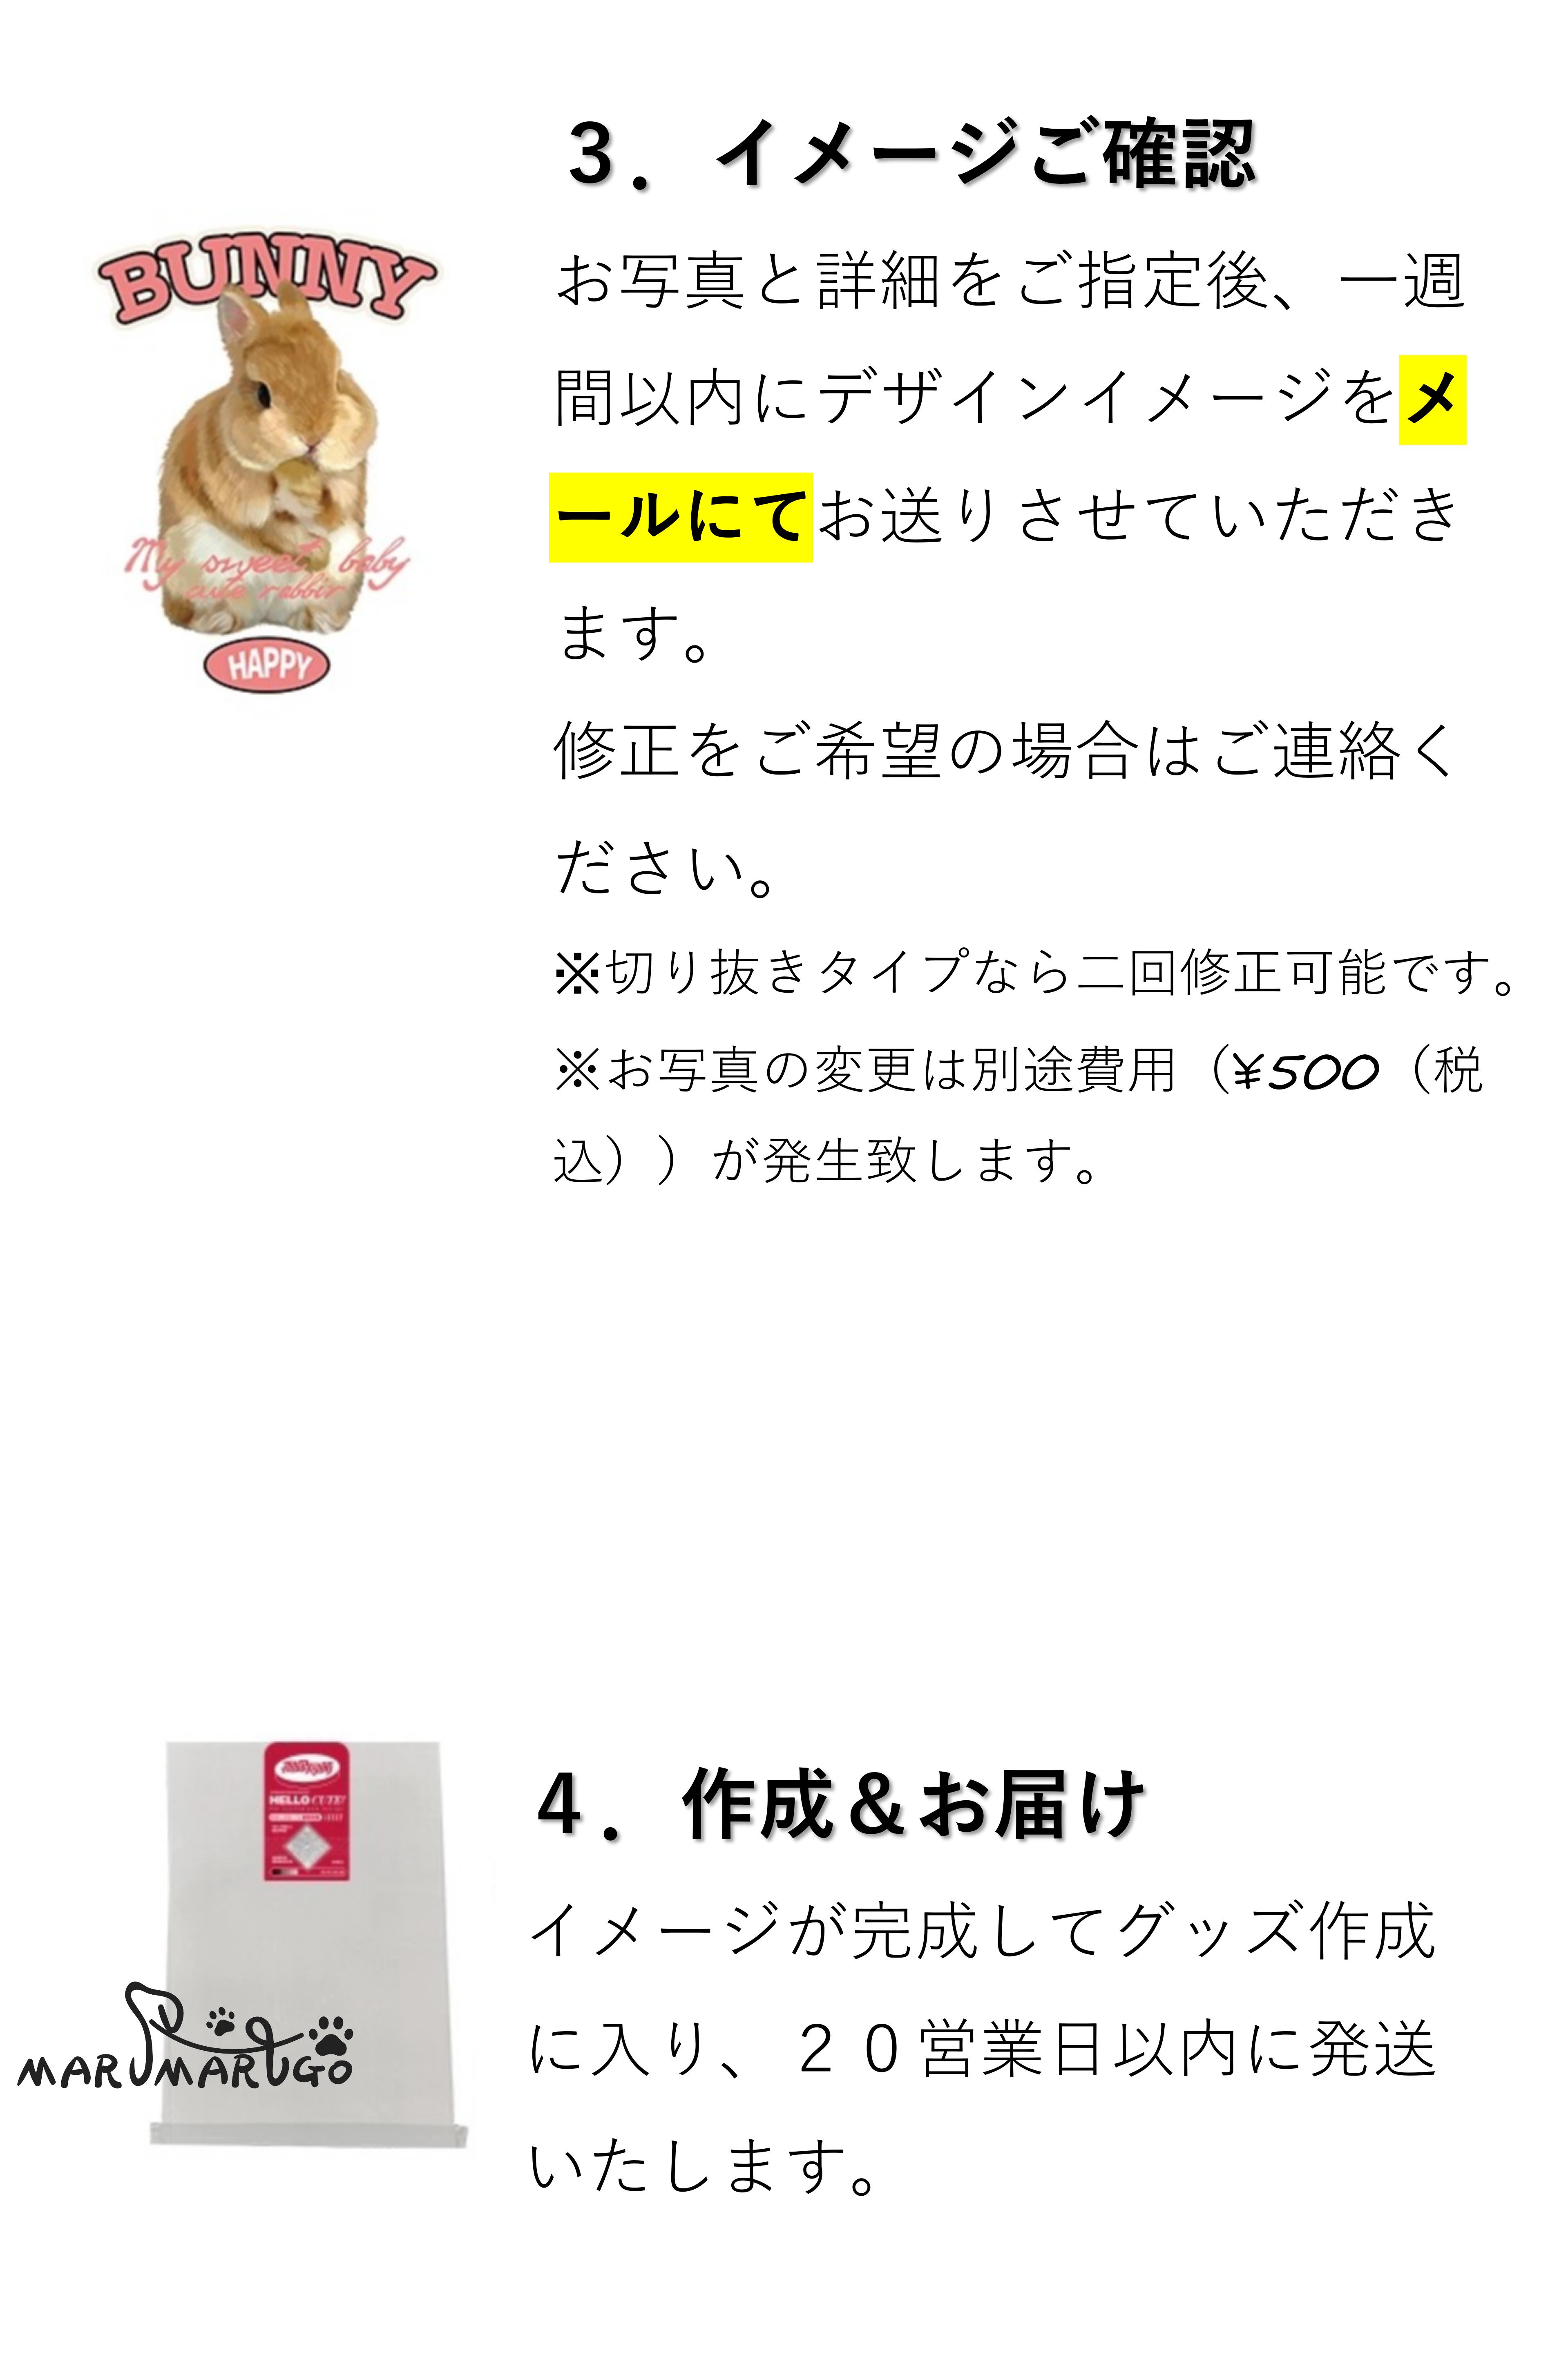 ３．イメージご確認
BUNNY
My sweet baby
cute rabbir
HAPPY
お写真と詳細をご指定後、一週
間以内にデザインイメージをメ
ールにてお送りさせていただき
ます。
修正をご希望の場合はご連絡く
ださい。
※切り抜きタイプなら二回修正可能です。
※お写真の変更は別途費用（¥500（税
込））が発生致します。
４．作成＆お届け
HELLO CUTIE!
MARUMARUGO
イメージが完成してグッズ作成
に入り、２０営業日以内に発送
いたします。